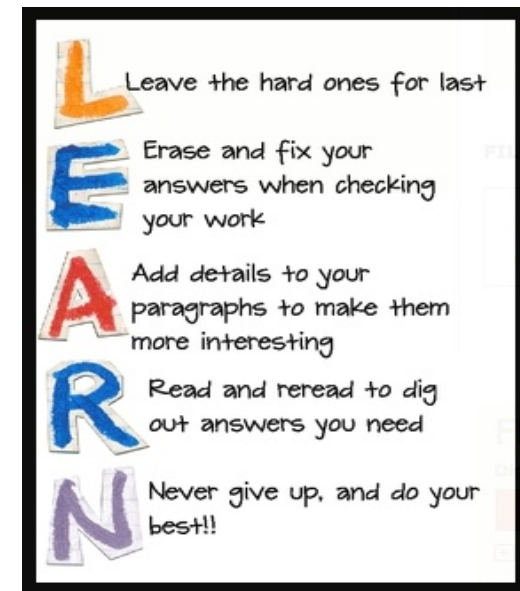 L Leave the hard ones for last
E Erase and fix your
answers when checking
your work
A Add details to your
paragraphs to make them
more interesting
R Read and reread to dig
out answers you need
N Never give up, and do your
best!!